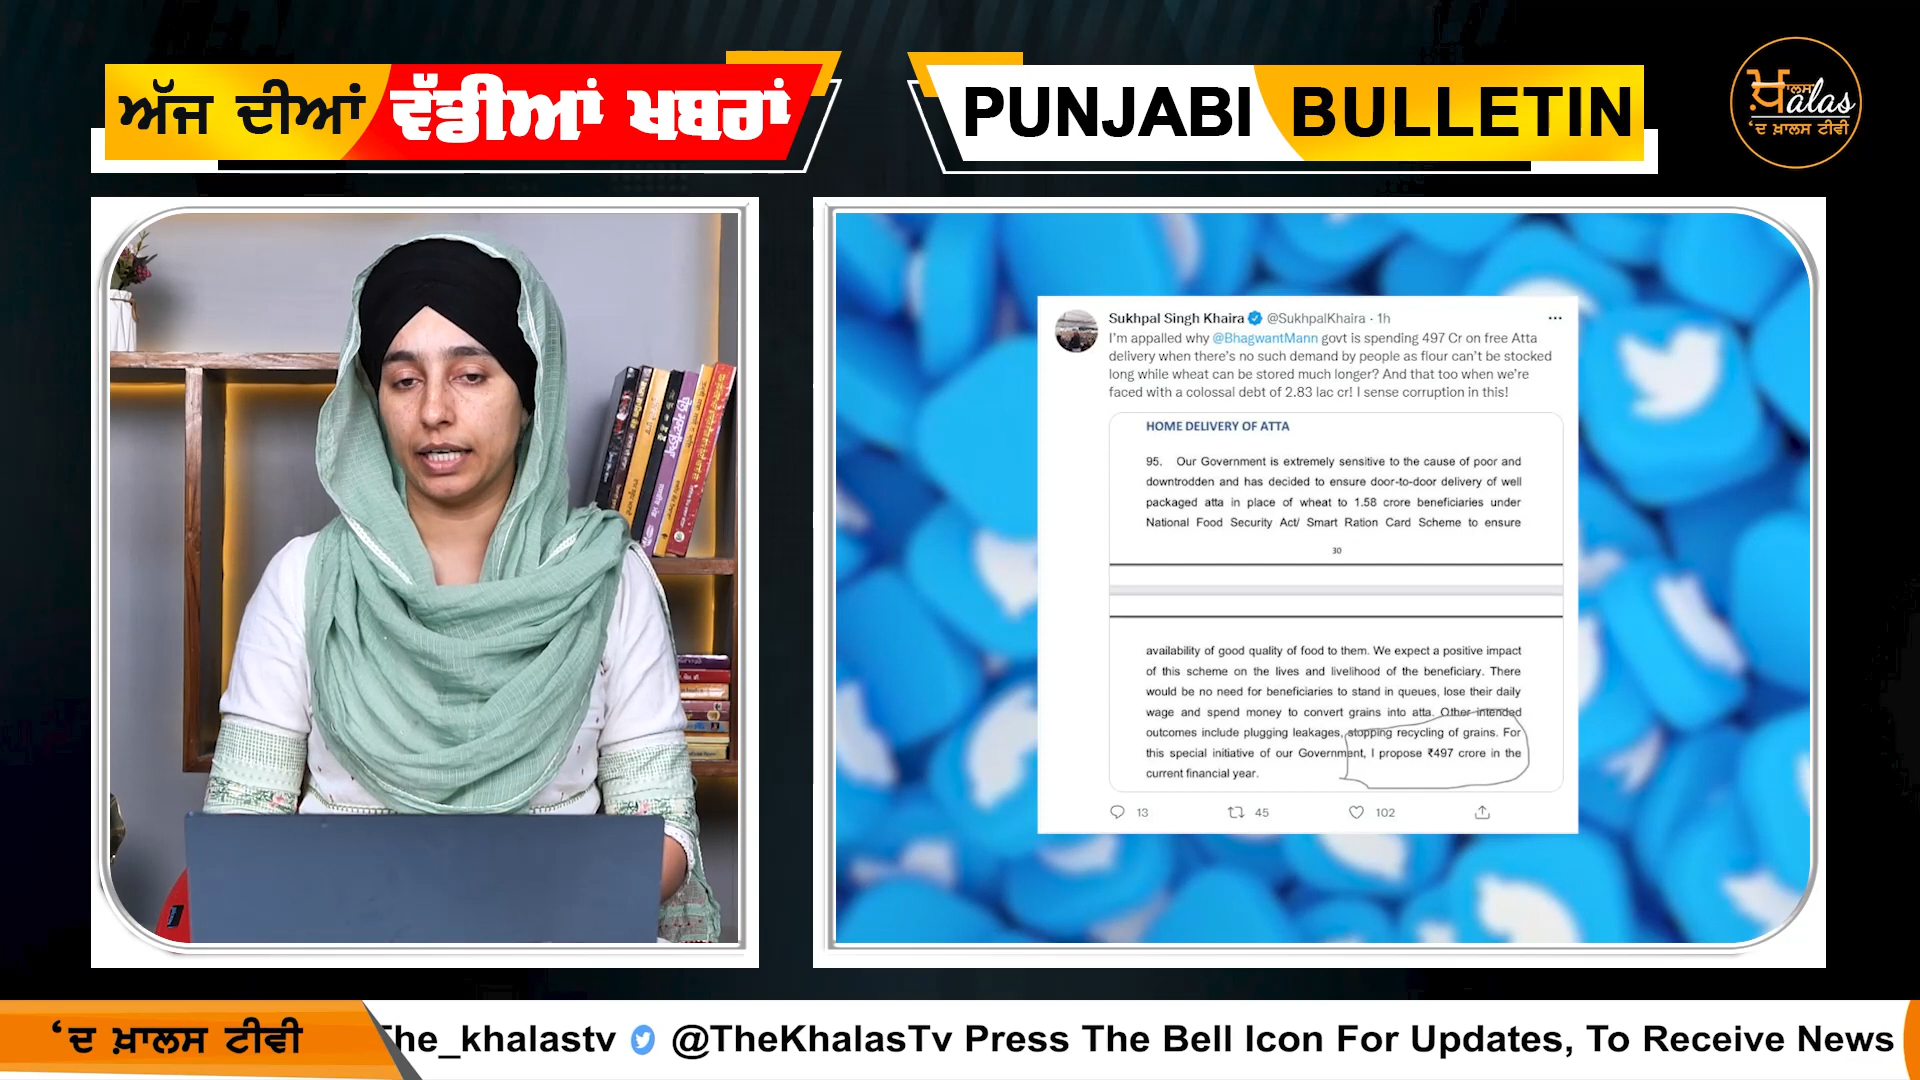 ਅੱਜ ਦੀਆਂ ਵੱਡੀਆਂ ਖਬਰਾਂ
PUNJABI BULLETIN
ਖ਼ਾਲਸ
alas
‘ਦ ਖ਼ਾਲਸ ਟੀਵੀ
Sukhpal Singh Khaira @SukhpalKhaira · 1h
I'm appalled why @BhagwantMann govt is spending 497 Cr on free Atta
delivery when there's no such demand by people as flour can't be stocked
long while wheat can be stored much longer? And that too when we're
faced with a colossal debt of 2.83 lac cr! I sense corruption in this!
HOME DELIVERY OF ATTA
95. Our Government is extremely sensitive to the cause of poor and
downtrodden and has decided to ensure door-to-door delivery of well
packaged atta in place of wheat to 1.58 crore beneficiaries under
National Food Security Act/ Smart Ration Card Scheme to ensure
30
availability of good quality of food to them. We expect a positive impact
of this scheme on the lives and livelihood of the beneficiary. There
would be no need for beneficiaries to stand in queues, lose their daily
wage and spend money to convert grains into atta. Other intended
outcomes include plugging leakages, stopping recycling of grains. For
this special initiative of our Government, I propose ₹497 crore in the
current financial year.
13 45 102
‘ਦ ਖ਼ਾਲਸ ਟੀਵੀ
The_khalastv @TheKhalasTv Press The Bell Icon For Updates, To Receive News